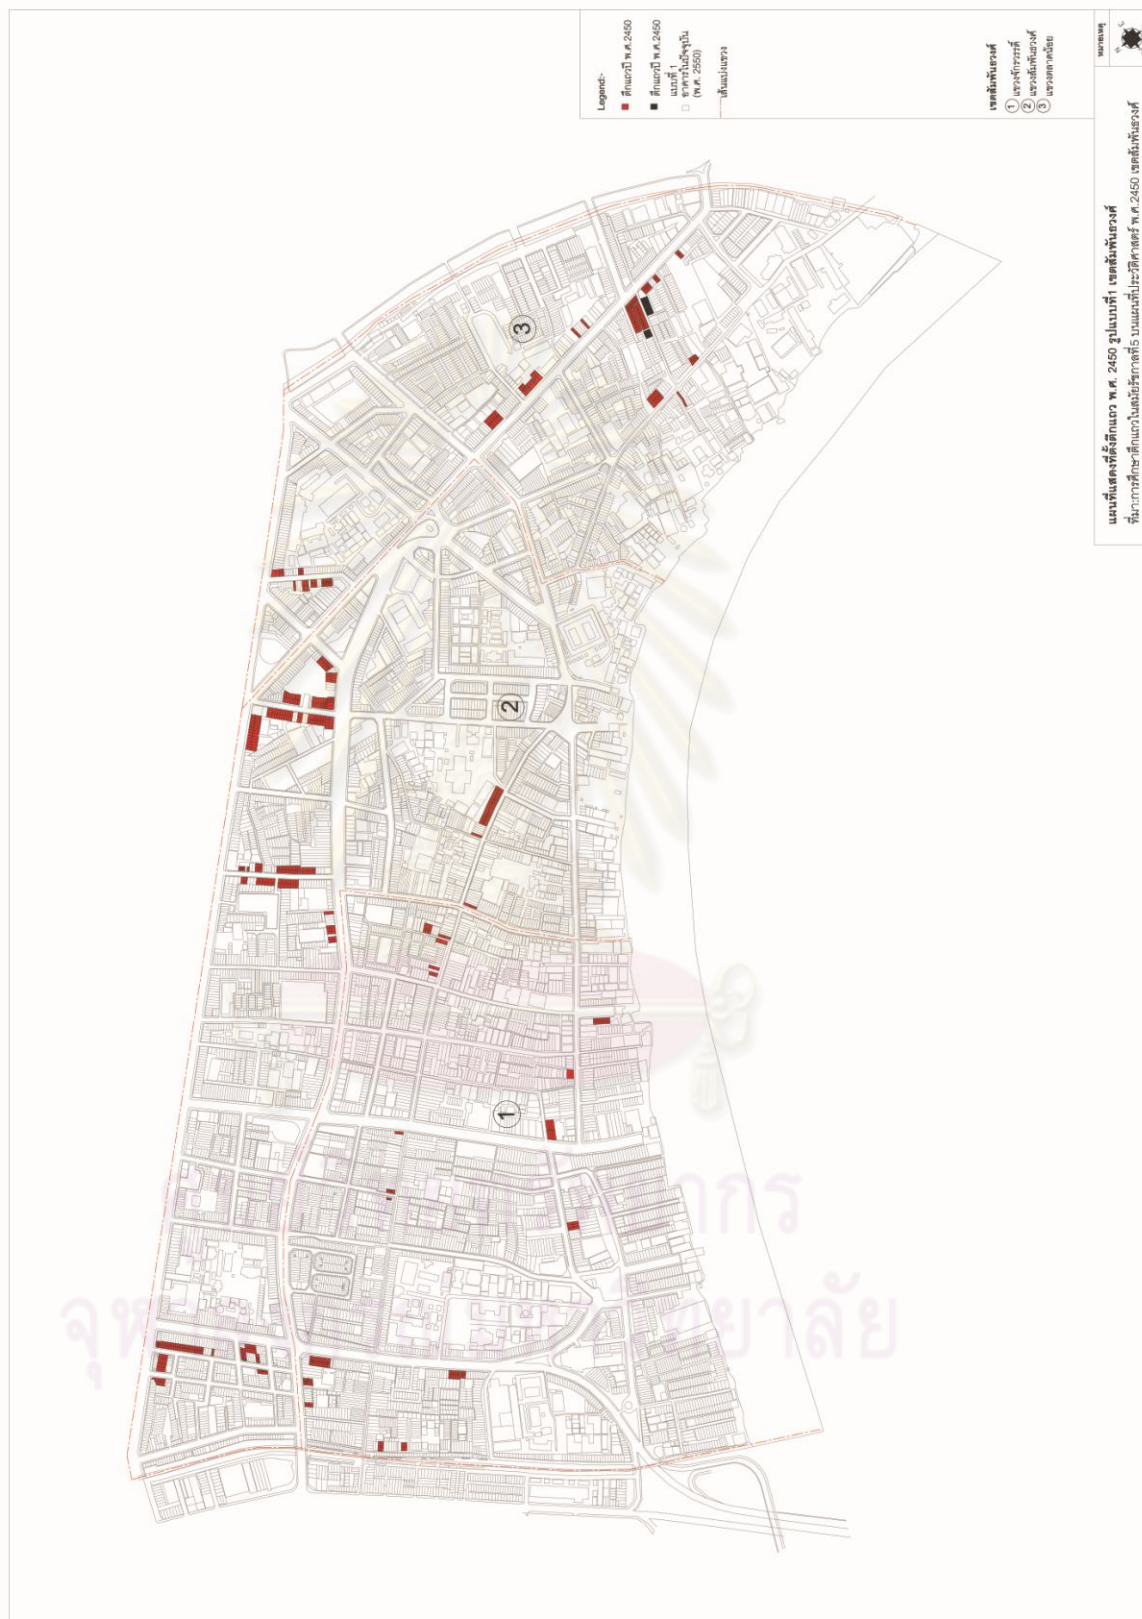 Legend:-
ตึกแถวปี พ.ศ.2450
ตึกแถวปี พ.ศ.2450
แบบที่ 1
อาคารในปัจจุบัน
(พ.ศ. 2550)
เส้นแบ่งแขวง
เขตสัมพันธวงศ์
1 แขวงจักรวรรดิ์
2 แขวงสัมพันธวงศ์
3 แขวงตลาดน้อย
หมายเหตุ
แผนที่แสดงที่ตั้งตึกแถว พ.ศ. 2450 รูปแบบที่1 เขตสัมพันธวงศ์
ที่มา:การศึกษาตึกแถวในสมัยรัชกาลที่5 บนแผนที่ประวัติศาสตร์ พ.ศ.2450 เขตสัมพันธวงศ์
3
2
1